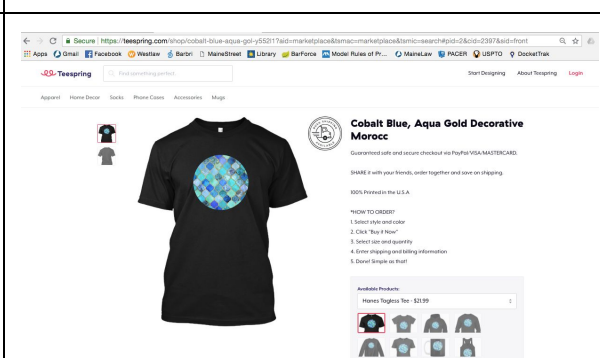 Secure https://teespring.com/shop/cobalt-blue-aqua-gol-y552I1?aid=marketplace&tsmac=marketplace&tsmic=search#pid=2&cid=2397&sid=front
Apps Gmail Facebook Westlaw Barbri MaineStreet Library BarForce Model Rules of Pr... MaineLaw PACER USPTO DocketTrak
Teespring Find something perfect Start Designing About Teespring Login
Apparel Home Decor Socks Phone Cases Accessories Mugs
Cobalt Blue, Aqua Gold Decorative
Morocc
Guaranteed safe and secure checkout via PayPal/VISA/MASTERCARD.
SHARE it with your friends, order together and save on shipping.
100% Printed in the U.S.A
*HOW TO ORDER?
1. Select style and color
2. Click "Buy it Now"
3. Select size and quantity
4. Enter shipping and billing information
5. Done! Simple as that!
Available Products:
Hanes Tagless Tee - $21.99